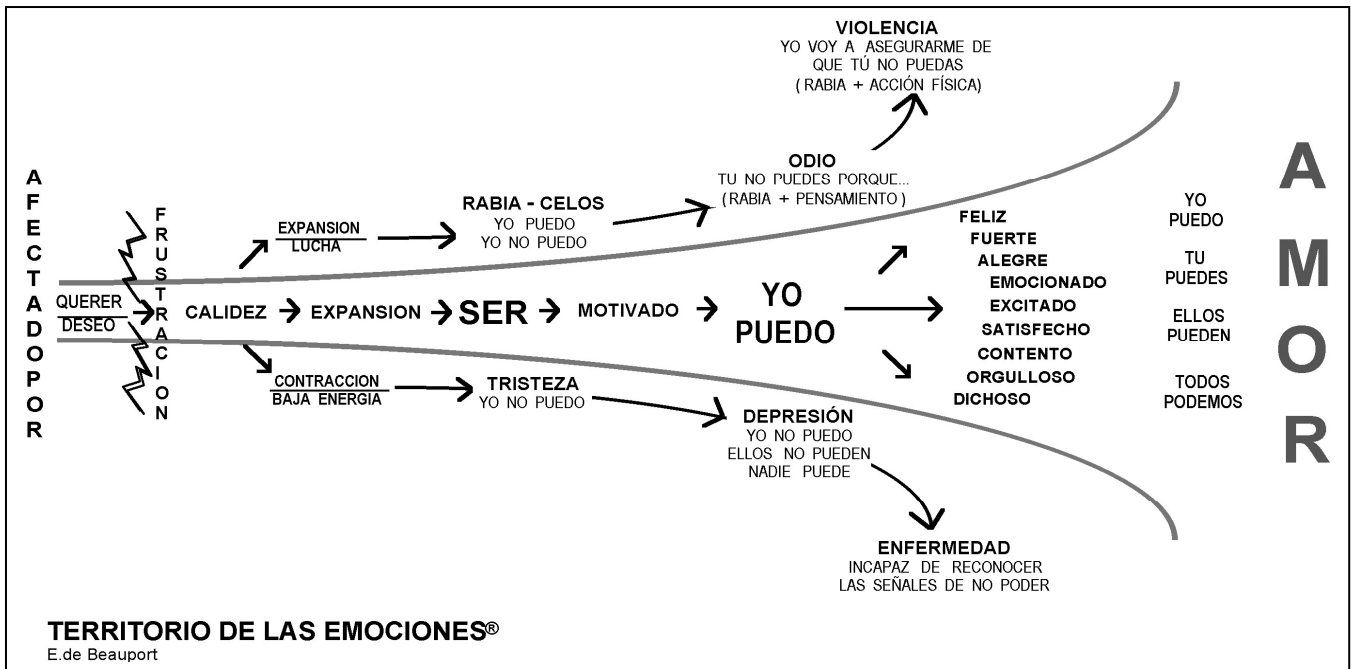 VIOLENCIA
YO VOY A ASEGURARME DE
QUE TÚ NO PUEDAS
( RABIA + ACCIÓN FÍSICA)
ODIO
TU NO PUEDES PORQUE...
(RABIA + PENSAMIENTO )
RABIA - CELOS
YO PUEDO
YO NO PUEDO
EXPANSION
LUCHA
AFECTADOPOR
QUERER
DESEO
FRUSTRACION
CALIDEZ
EXPANSION
SER
MOTIVADO
YO
PUEDO
FELIZ
FUERTE
ALEGRE
EMOCIONADO
EXCITADO
SATISFECHO
CONTENTO
ORGULLOSO
DICHOSO
YO
PUEDO
TU
PUEDES
ELLOS
PUEDEN
TODOS
PODEMOS
AMOR
CONTRACCION
BAJA ENERGIA
TRISTEZA
YO NO PUEDO
DEPRESIÓN
YO NO PUEDO
ELLOS NO PUEDEN
NADIE PUEDE
ENFERMEDAD
INCAPAZ DE RECONOCER
LAS SEÑALES DE NO PODER
TERRITORIO DE LAS EMOCIONES®
E.de Beauport